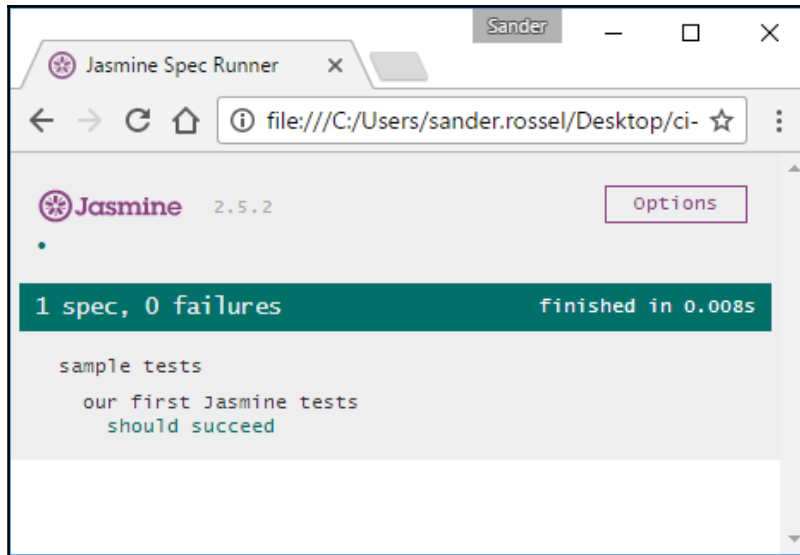 Sander
Jasmine Spec Runner
file:///C:/Users/sander.rossel/Desktop/ci-
Jasmine 2.5.2 Options
1 spec, 0 failures finished in 0.008s
sample tests
our first Jasmine tests
should succeed